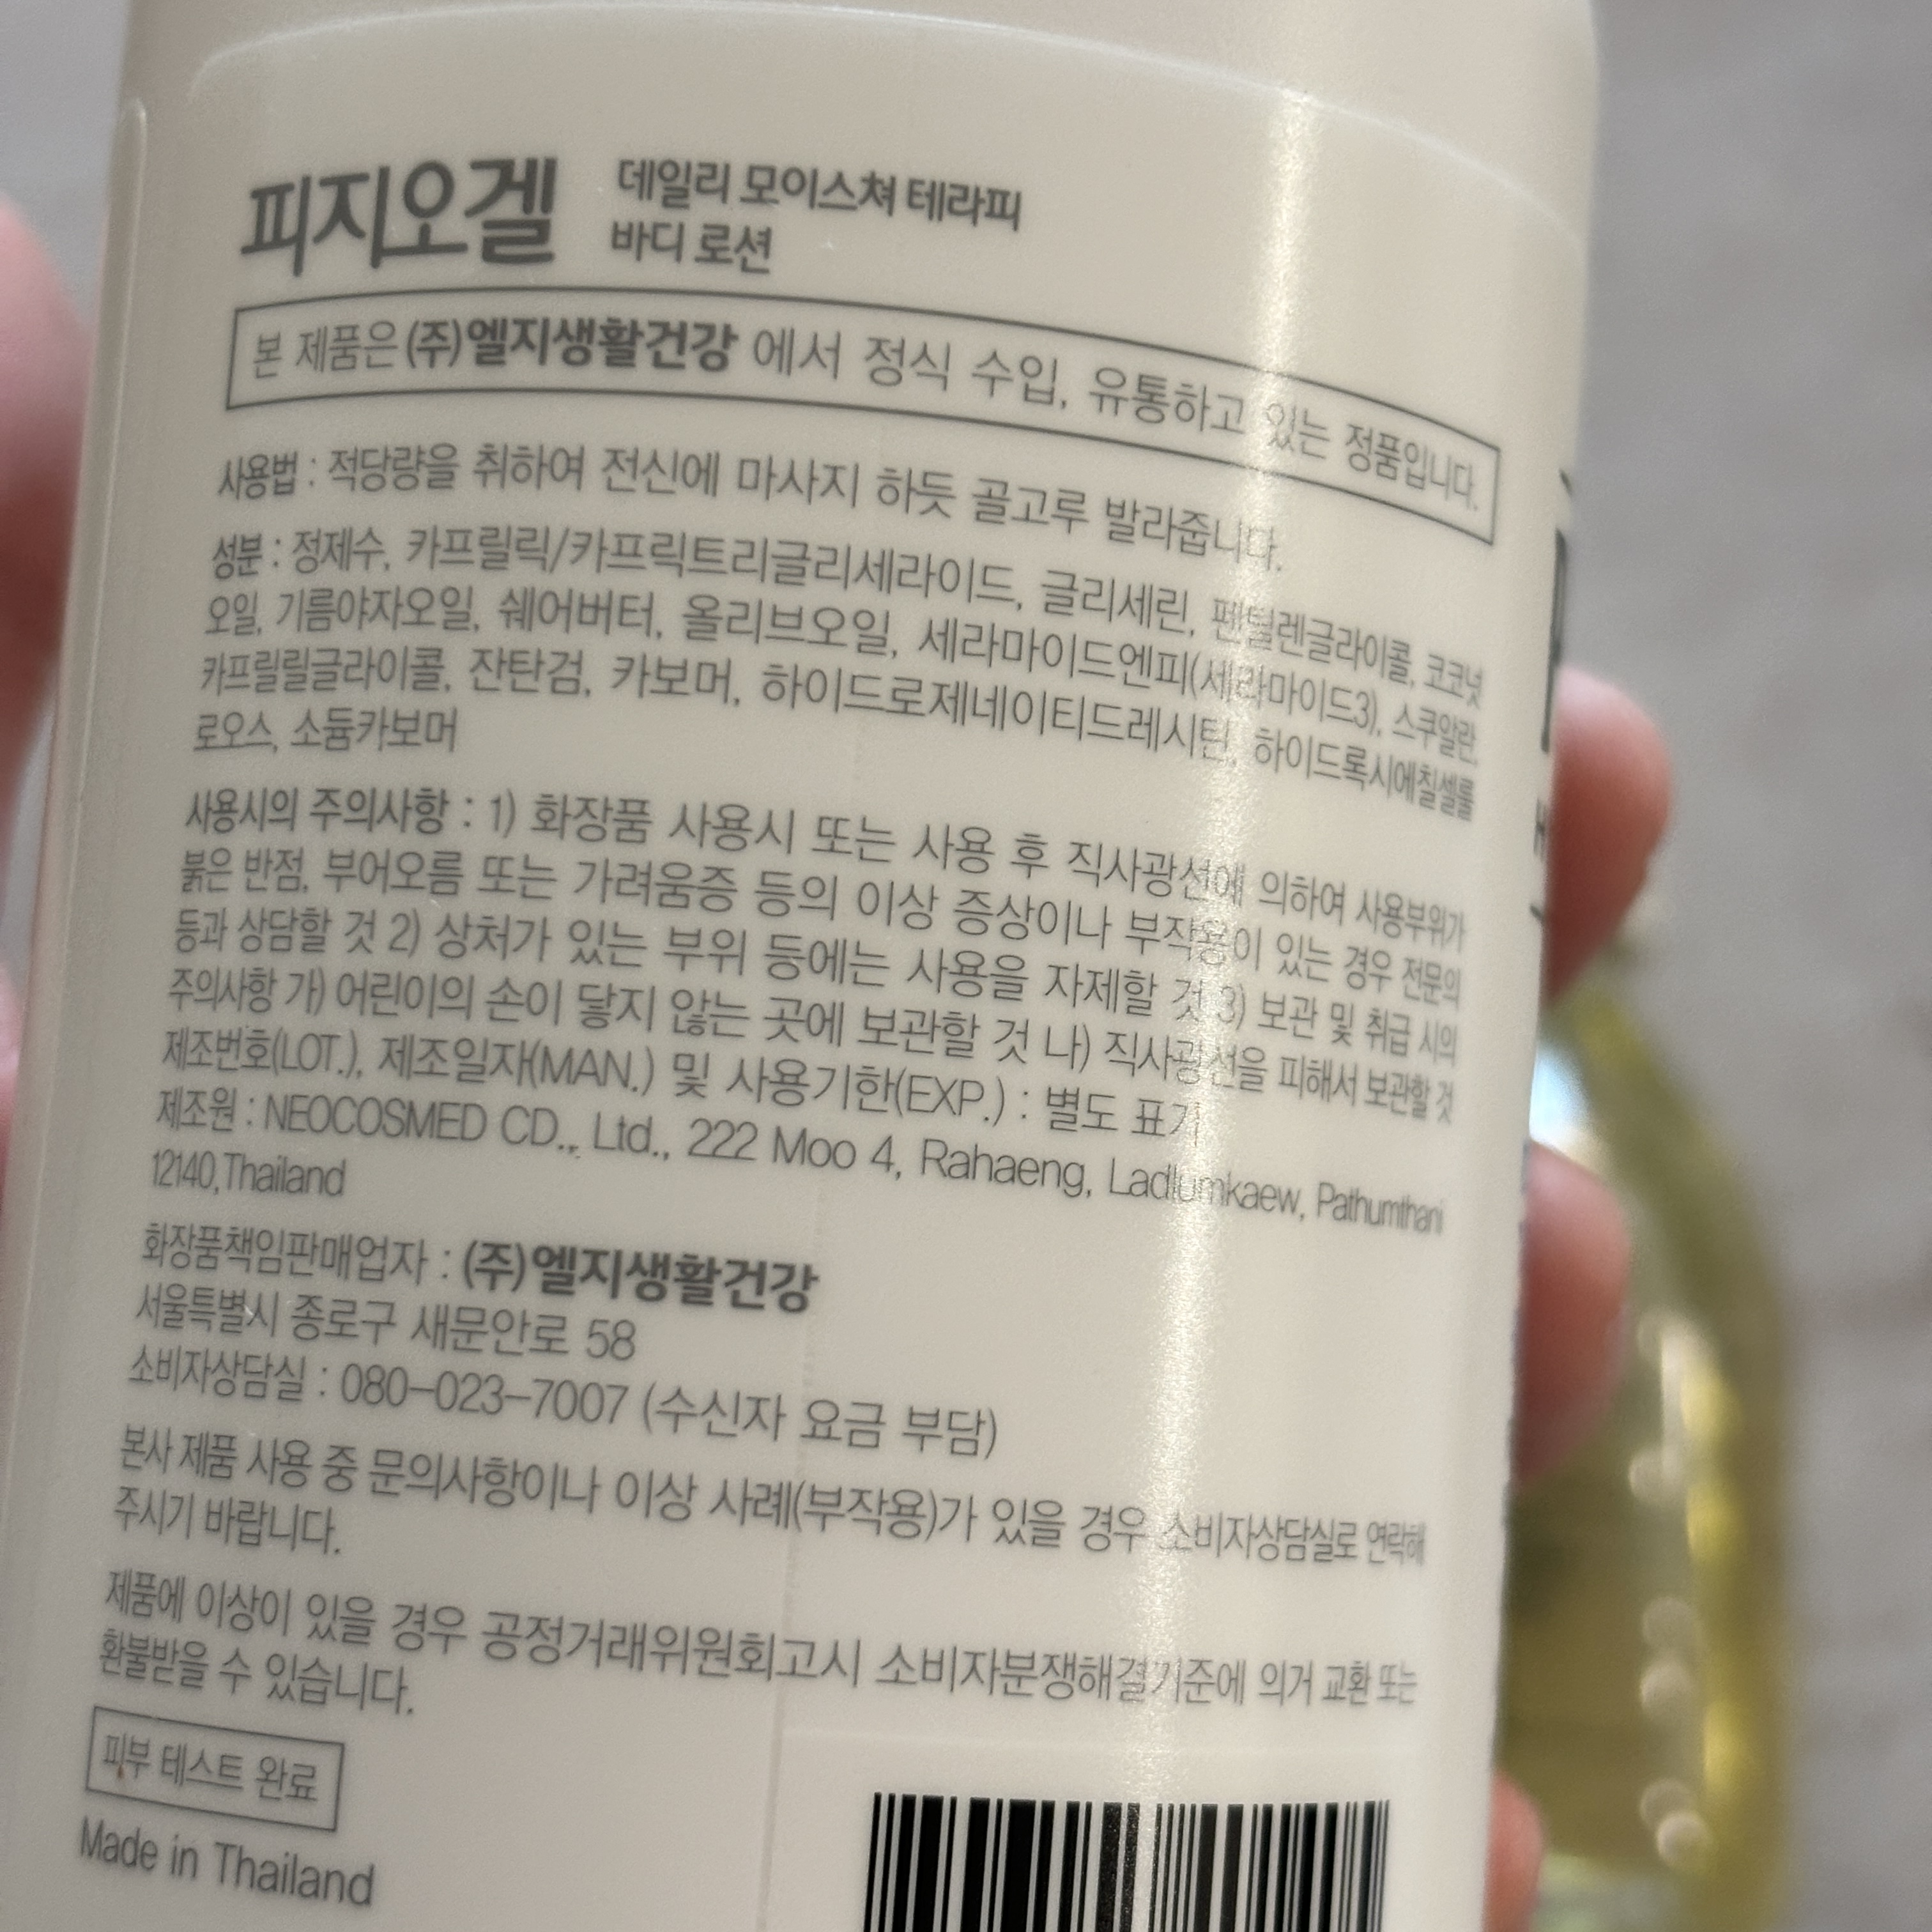 피지오겔
데일리 모이스쳐 테라피
바디 로션
본 제품은 (주)엘지생활건강 에서 정식 수입, 유통하고 있는 정품입니다.
사용법 : 적당량을 취하여 전신에 마사지 하듯 골고루 발라줍니다.
성분 : 정제수, 카프릴릭/카프릭트리글리세라이드, 글리세린, 펜틸렌글라이콜, 코코넛
오일, 기름야자오일, 쉐어버터, 올리브오일, 세라마이드엔피(세라마이드3), 스쿠알란,
카프릴릴글라이콜, 잔탄검, 카보머, 하이드로제네이티드레시틴, 하이드록시에칠셀룰
로오스, 소듐카보머
사용시의 주의사항 : 1) 화장품 사용시 또는 사용 후 직사광선에 의하여 사용부위가
붉은 반점, 부어오름 또는 가려움증 등의 이상 증상이나 부작용이 있는 경우 전문의
등과 상담할 것 2) 상처가 있는 부위 등에는 사용을 자제할 것 3) 보관 및 취급 시의
주의사항 가) 어린이의 손이 닿지 않는 곳에 보관할 것 나) 직사광선을 피해서 보관할 것
제조번호(LOT.), 제조일자(MAN.) 및 사용기한(EXP.) : 별도 표기
제조원 : NEOCOSMED CD., Ltd., 222 Moo 4, Rahaeng, Ladlumkaew, Pathumthani
12140,Thailand
화장품책임판매업자 : (주)엘지생활건강
서울특별시 종로구 새문안로 58
소비자상담실 : 080-023-7007 (수신자 요금 부담)
본사 제품 사용 중 문의사항이나 이상 사례(부작용)가 있을 경우 소비자상담실로 연락해
주시기 바랍니다.
제품에 이상이 있을 경우 공정거래위원회고시 소비자분쟁해결기준에 의거 교환 또는
환불받을 수 있습니다.
피부 테스트 완료
Made in Thailand